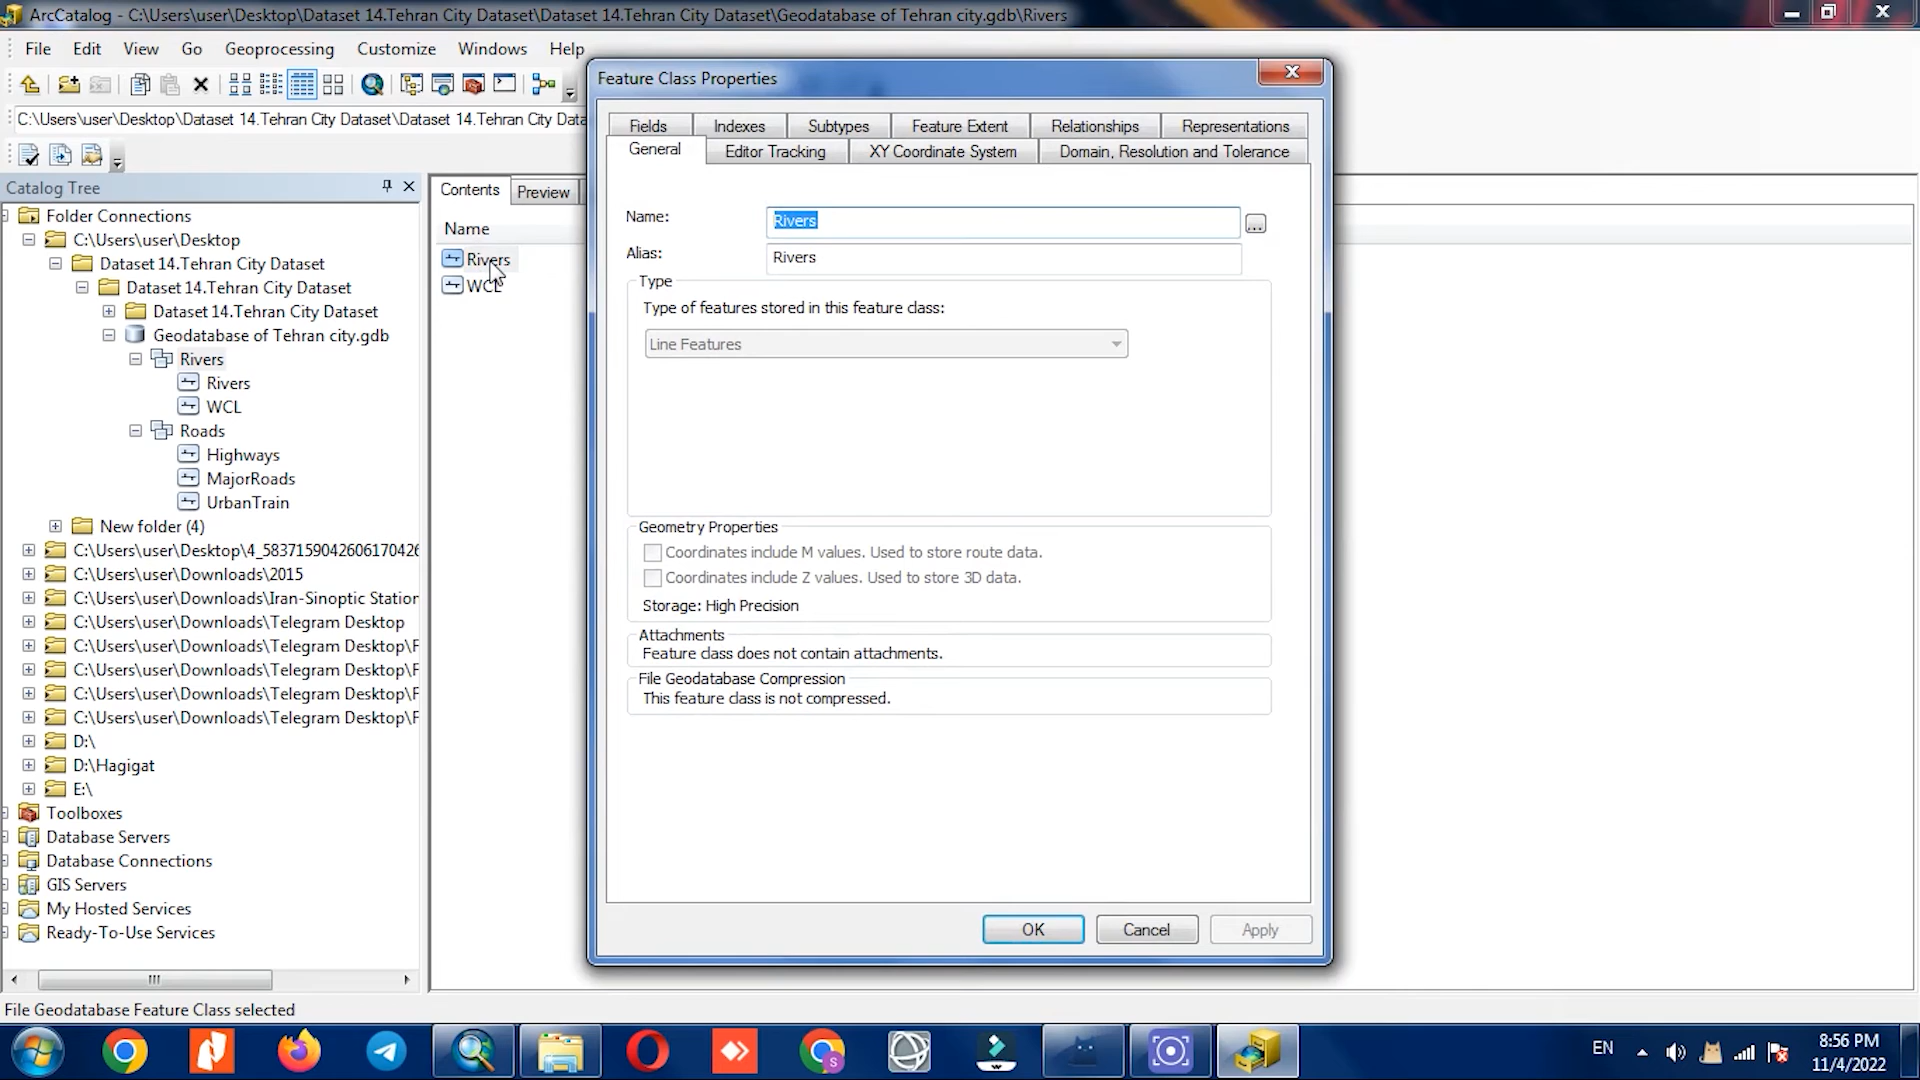 ArcCatalog - C:\Users\user\Desktop\Dataset 14.Tehran City Dataset\Dataset 14.Tehran City Dataset\Geodatabase of Tehran city.gdb\Rivers
File Edit View Go Geoprocessing Customize Windows Help
C:\Users\user\Desktop\Dataset 14.Tehran City Dataset\Dataset 14.Tehran City Data
Catalog Tree
Folder Connections
C:\Users\user\Desktop
Dataset 14.Tehran City Dataset
Dataset 14.Tehran City Dataset
Dataset 14.Tehran City Dataset
Geodatabase of Tehran city.gdb
Rivers
Rivers
WCL
Roads
Highways
MajorRoads
UrbanTrain
New folder (4)
C:\Users\user\Desktop\4_5837159042606170426
C:\Users\user\Downloads\2015
C:\Users\user\Downloads\Iran-Sinoptic Station
C:\Users\user\Downloads\Telegram Desktop
C:\Users\user\Downloads\Telegram Desktop\F
C:\Users\user\Downloads\Telegram Desktop\F
C:\Users\user\Downloads\Telegram Desktop\F
C:\Users\user\Downloads\Telegram Desktop\F
D:\
D:\Hagigat
E:\
Toolboxes
Database Servers
Database Connections
GIS Servers
My Hosted Services
Ready-To-Use Services
Contents Preview
Name
Rivers
WCL
Feature Class Properties
Fields Indexes Subtypes Feature Extent Relationships Representations
General Editor Tracking XY Coordinate System Domain, Resolution and Tolerance
Name: Rivers ...
Alias: Rivers
Type
Type of features stored in this feature class:
Line Features
Geometry Properties
Coordinates include M values. Used to store route data.
Coordinates include Z values. Used to store 3D data.
Storage: High Precision
Attachments
Feature class does not contain attachments.
File Geodatabase Compression
This feature class is not compressed.
OK Cancel Apply
File Geodatabase Feature Class selected
EN
8:56 PM
11/4/2022